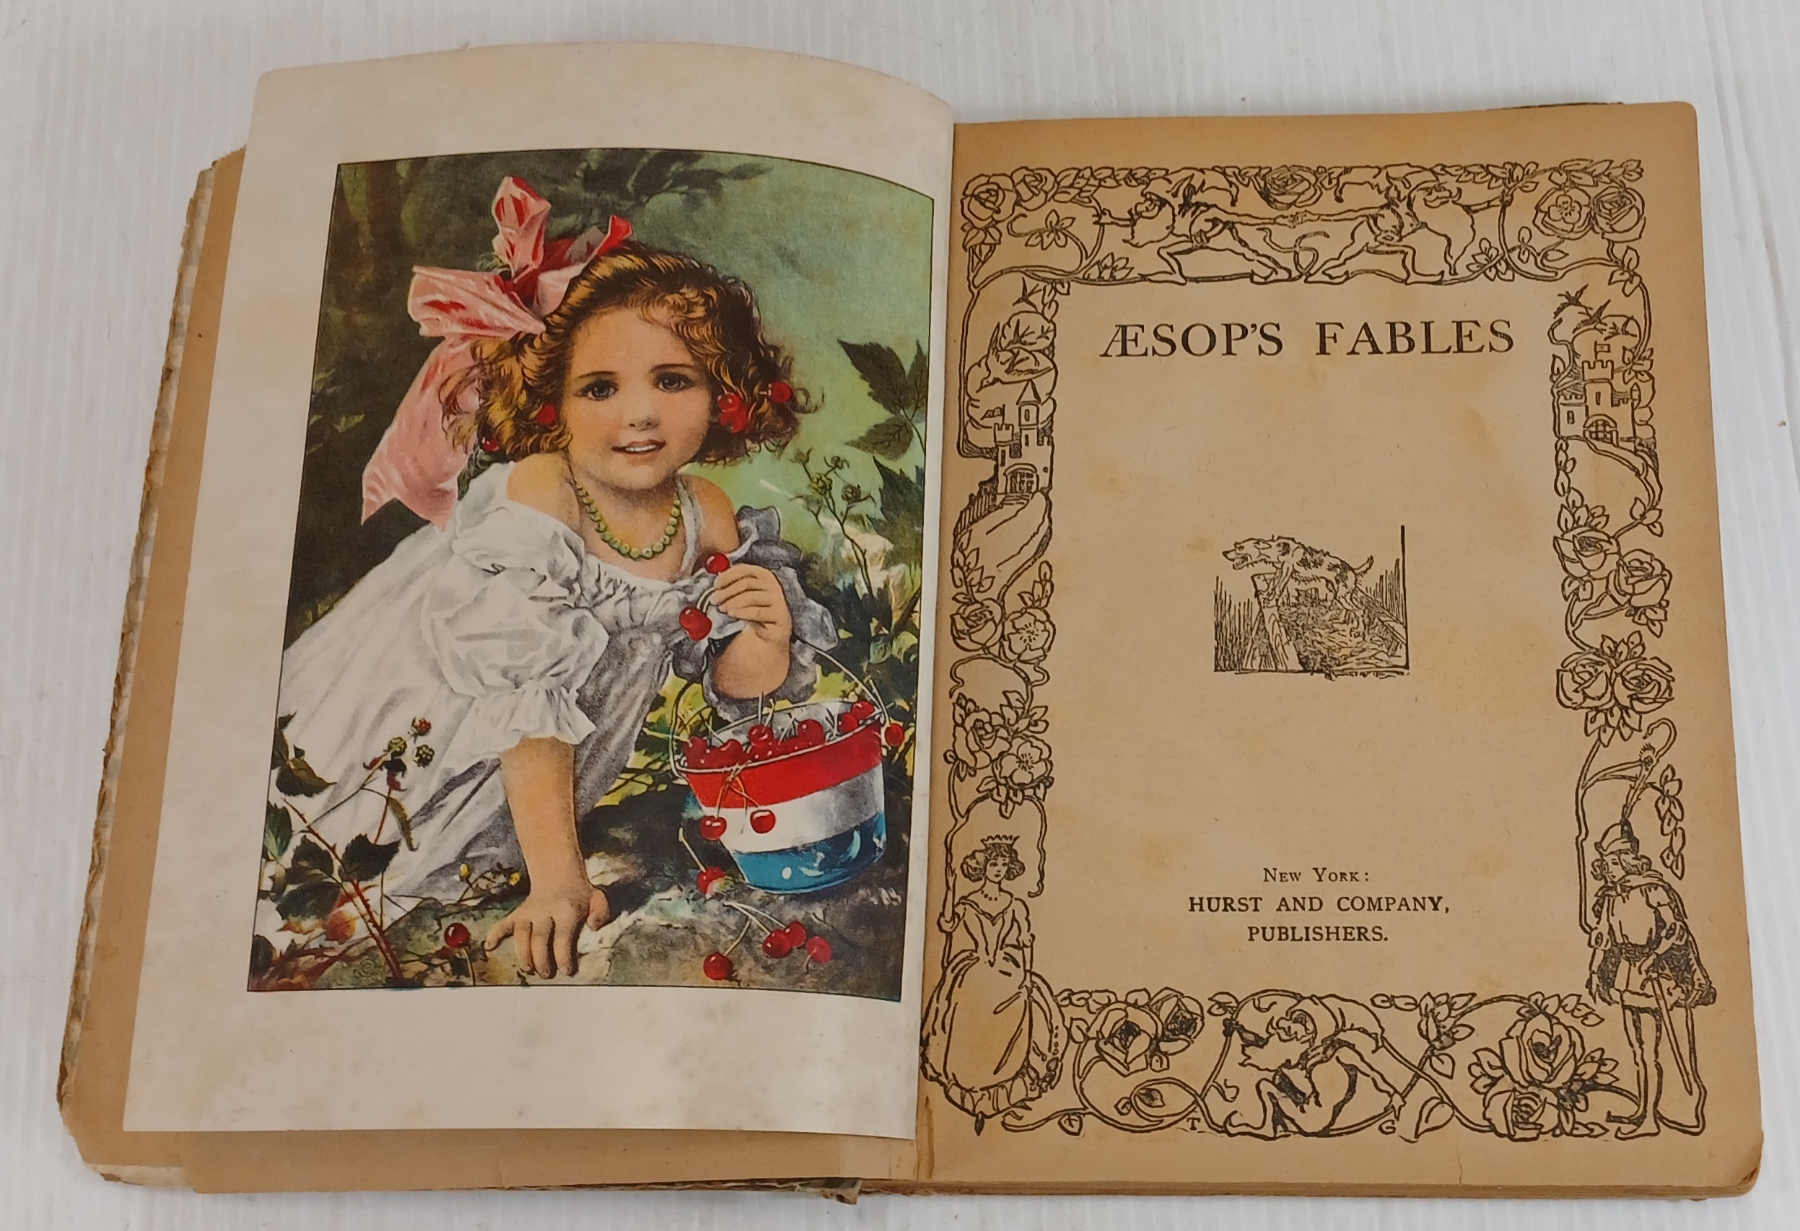 ÆSOP'S FABLES
New York:
HURST AND COMPANY,
PUBLISHERS.
T G